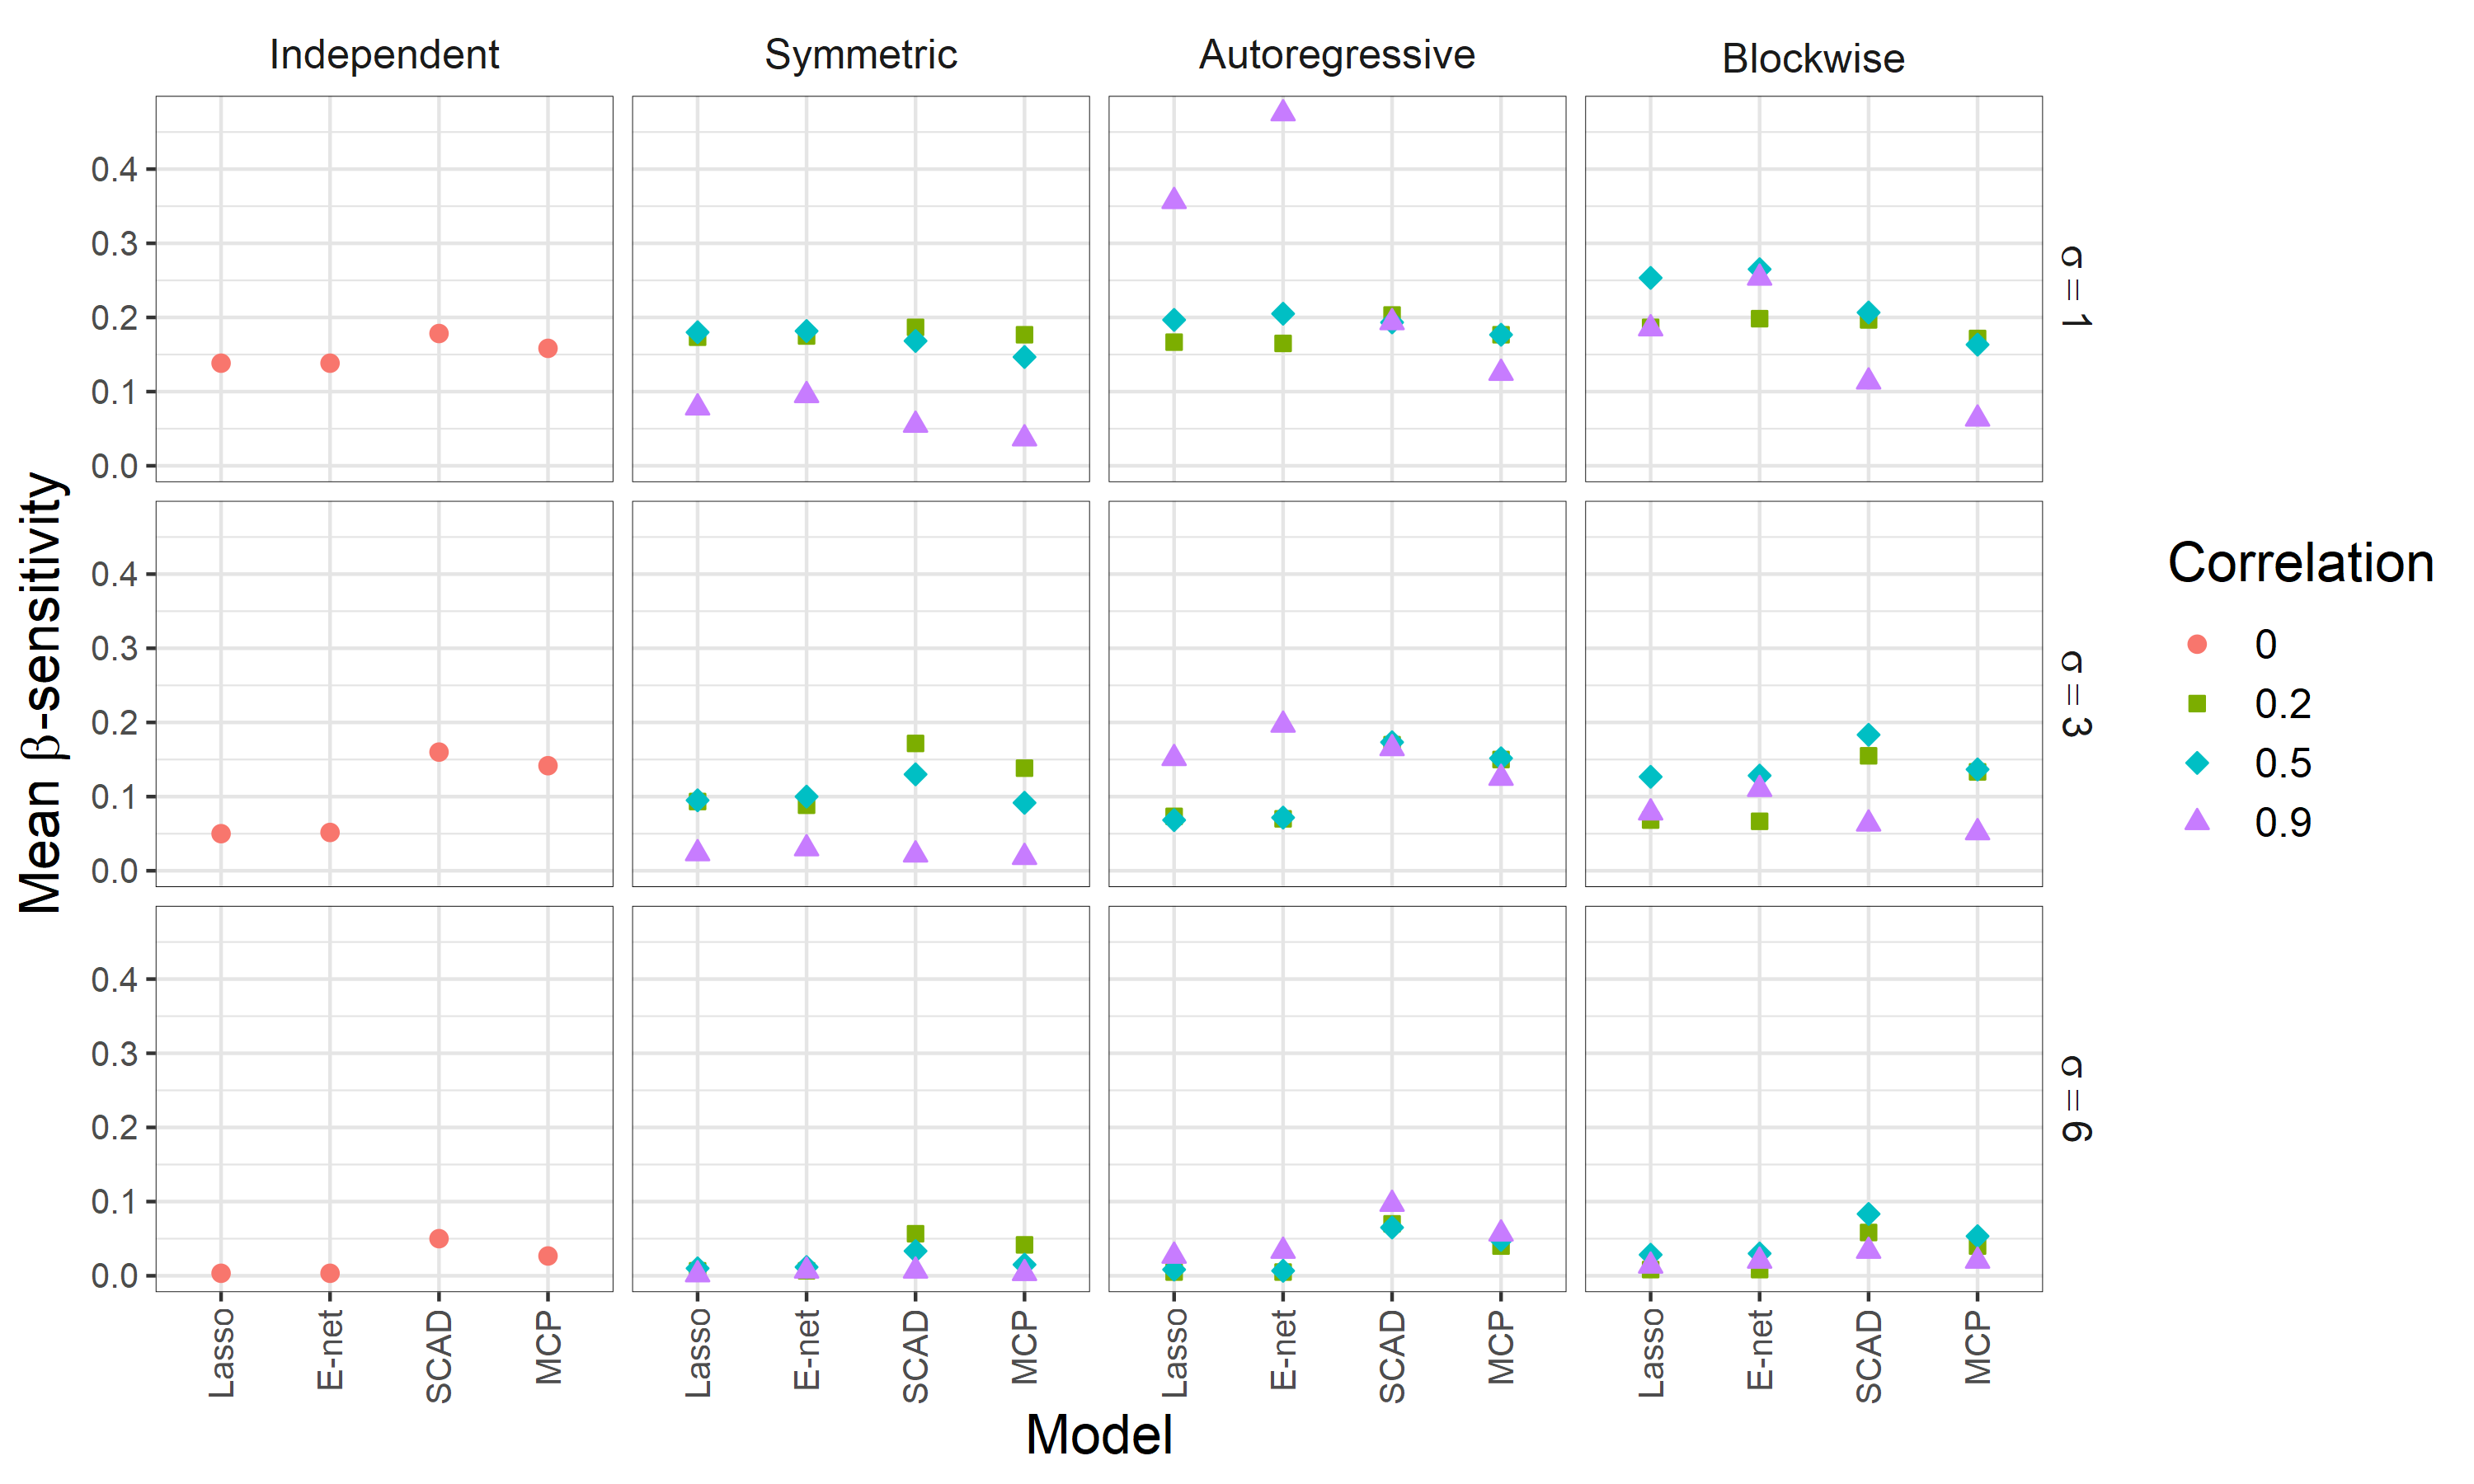 Independent
Symmetric
Autoregressive
Blockwise
0.4
0.3
0.2
0.1
0.0
σ = 1
0.4
0.3
0.2
0.1
0.0
σ = 3
0.4
0.3
0.2
0.1
0.0
σ = 6
Mean β-sensitivity
Lasso
E-net
SCAD
MCP
Lasso
E-net
SCAD
MCP
Lasso
E-net
SCAD
MCP
Lasso
E-net
SCAD
MCP
Model
Correlation
0
0.2
0.5
0.9